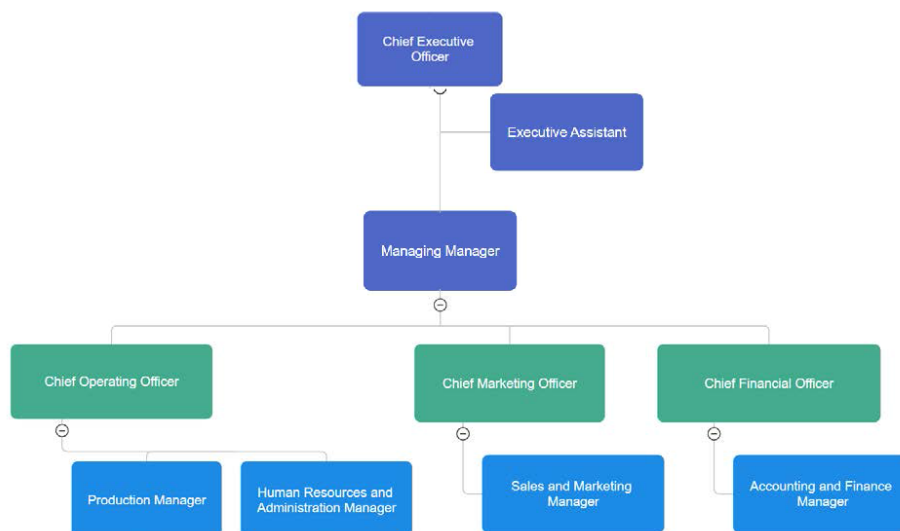 Chief Executive
Officer
Executive Assistant
Managing Manager
Chief Operating Officer
Chief Marketing Officer
Chief Financial Officer
Production Manager
Human Resources and
Administration Manager
Sales and Marketing
Manager
Accounting and Finance
Manager